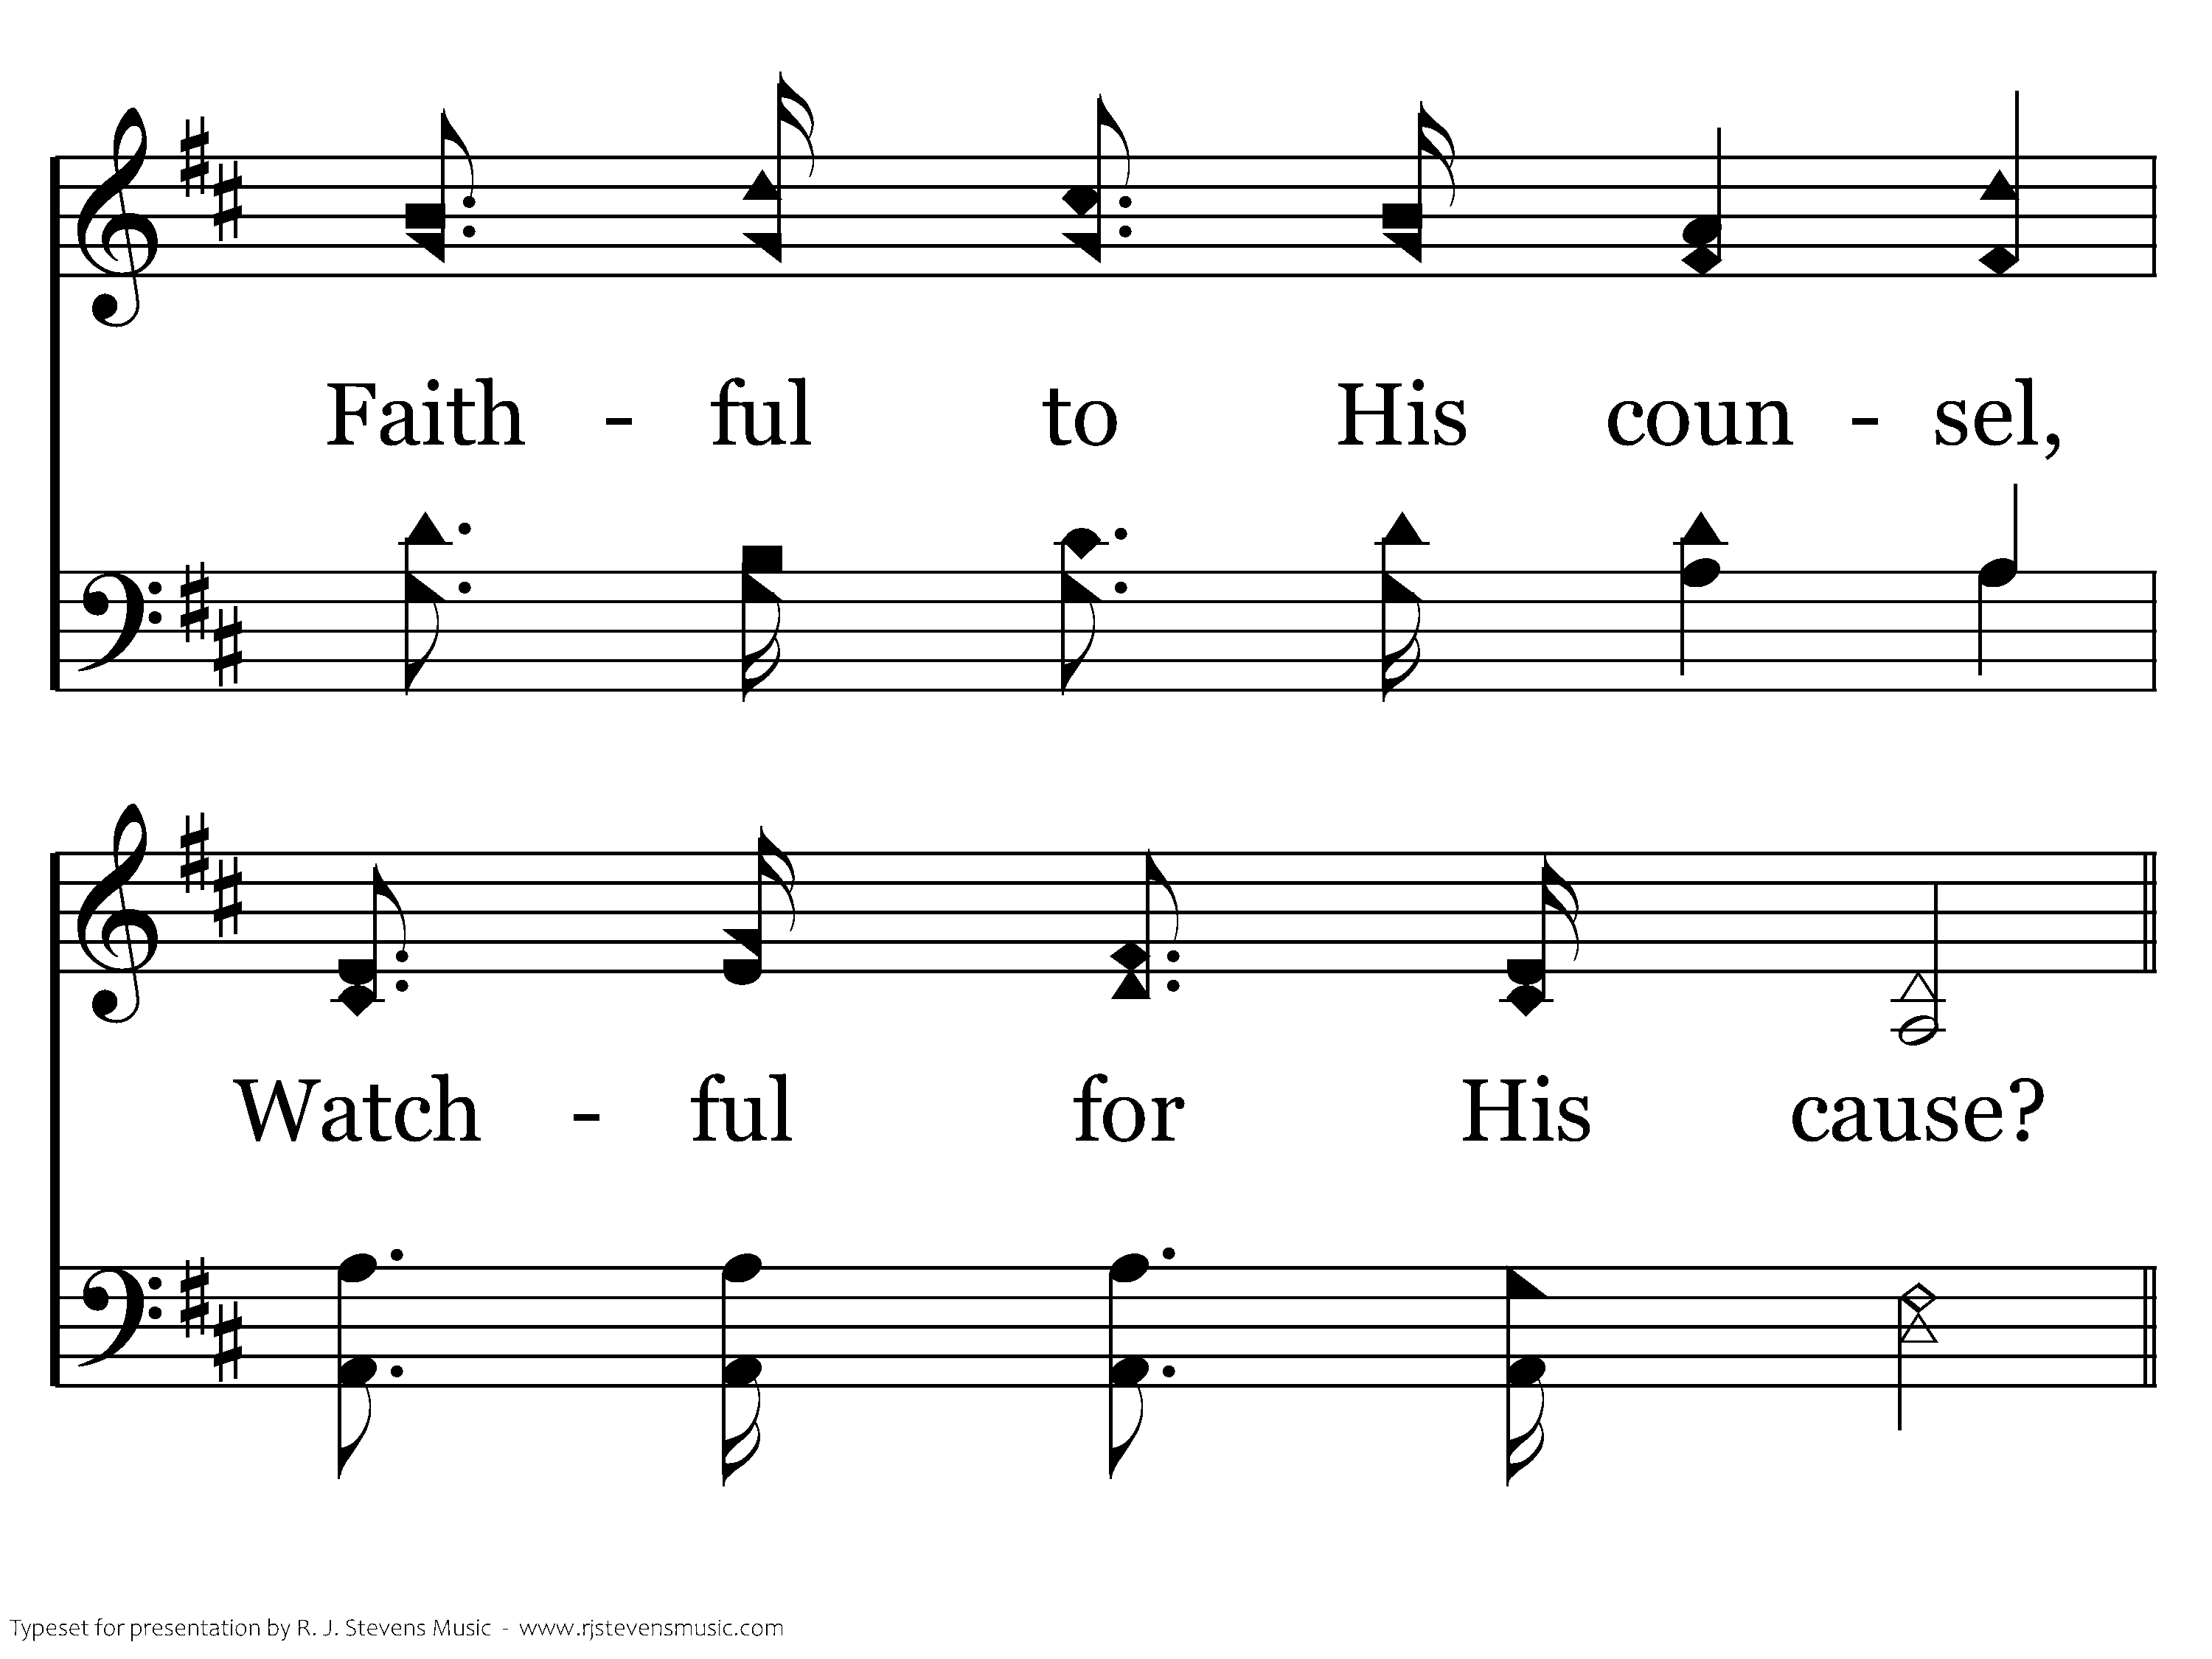 Faith - ful to His coun - sel,
Watch - ful for His cause?
Typeset for presentation by R. J. Stevens Music - www.rjstevensmusic.com